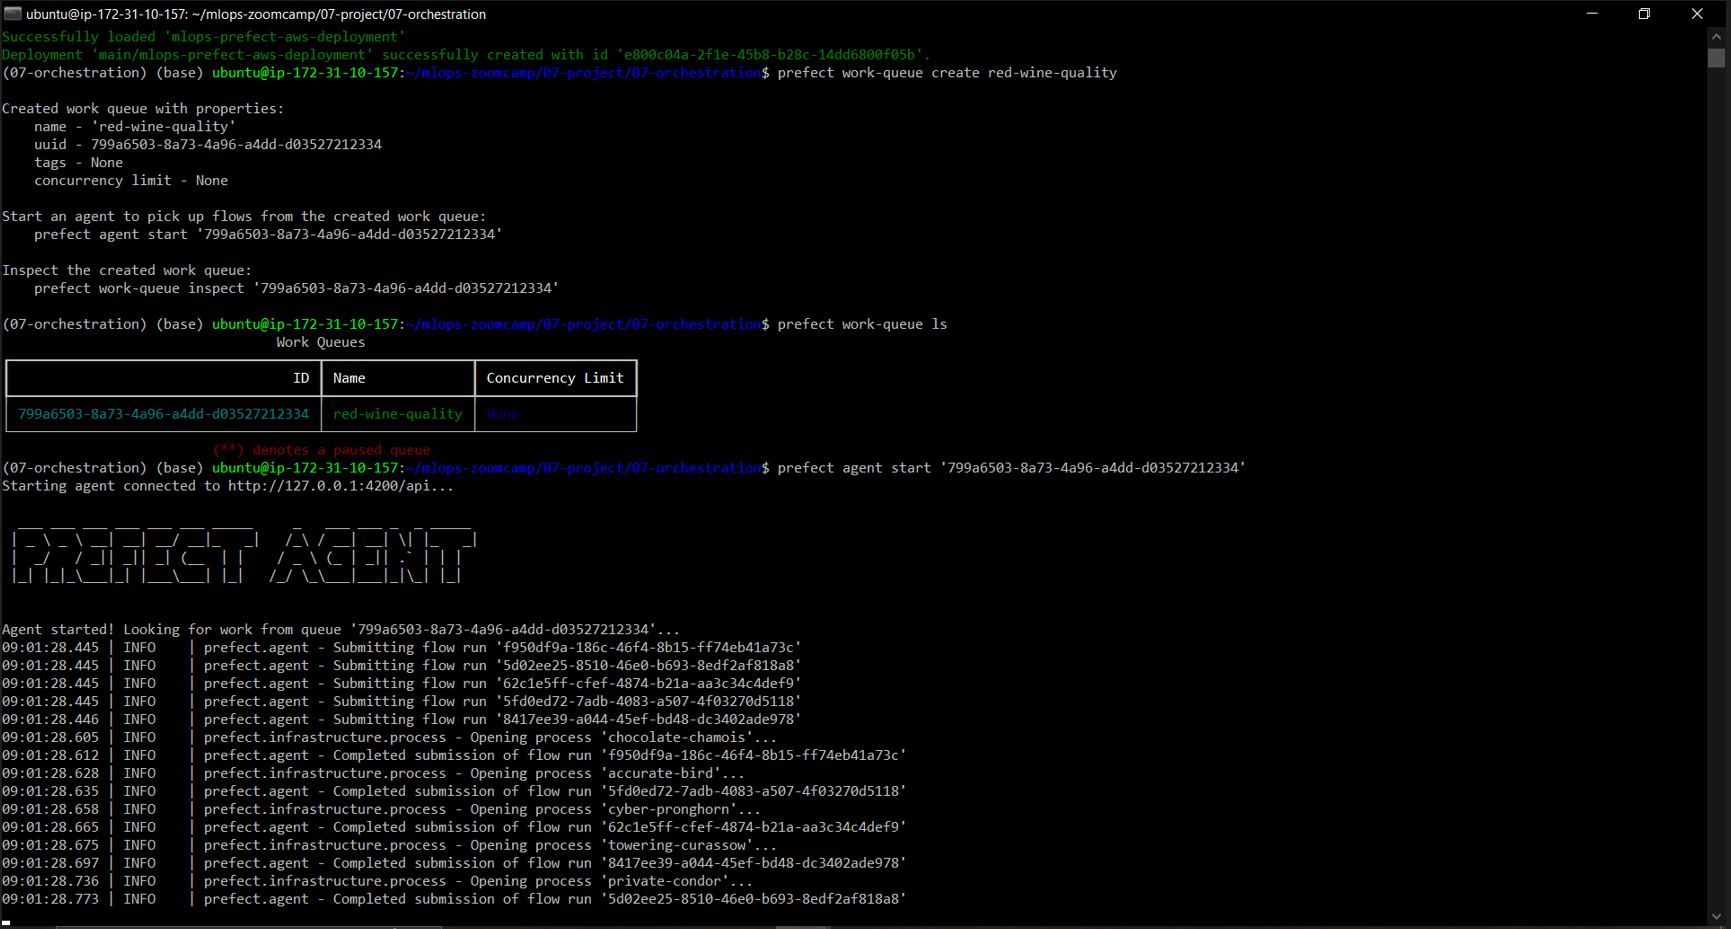 ubuntu@ip-172-31-10-157: ~/mlops-zoomcamp/07-project/07-orchestration
Successfully loaded 'mlops-prefect-aws-deployment'
Deployment 'main/mlops-prefect-aws-deployment' successfully created with id 'e800c04a-2f1e-45b8-b28c-14dd6800f05b'.
(07-orchestration) (base) ubuntu@ip-172-31-10-157:~/mlops-zoomcamp/07-project/07-orchestration$ prefect work-queue create red-wine-quality
Created work queue with properties:
name - 'red-wine-quality'
uuid - 799a6503-8a73-4a96-a4dd-d03527212334
tags - None
concurrency limit - None
Start an agent to pick up flows from the created work queue:
prefect agent start '799a6503-8a73-4a96-a4dd-d03527212334'
Inspect the created work queue:
prefect work-queue inspect '799a6503-8a73-4a96-a4dd-d03527212334'
(07-orchestration) (base) ubuntu@ip-172-31-10-157:~/mlops-zoomcamp/07-project/07-orchestration$ prefect work-queue ls
Work Queues
ID | Name | Concurrency Limit
799a6503-8a73-4a96-a4dd-d03527212334 | red-wine-quality | None
(**) denotes a paused queue
(07-orchestration) (base) ubuntu@ip-172-31-10-157:~/mlops-zoomcamp/07-project/07-orchestration$ prefect agent start '799a6503-8a73-4a96-a4dd-d03527212334'
Starting agent connected to http://127.0.0.1:4200/api...
PREFECT AGENT
Agent started! Looking for work from queue '799a6503-8a73-4a96-a4dd-d03527212334'...
09:01:28.445 | INFO    | prefect.agent - Submitting flow run 'f950df9a-186c-46f4-8b15-ff74eb41a73c'
09:01:28.445 | INFO    | prefect.agent - Submitting flow run '5d02ee25-8510-46e0-b693-8edf2af818a8'
09:01:28.445 | INFO    | prefect.agent - Submitting flow run '62c1e5ff-cfef-4874-b21a-aa3c34c4def9'
09:01:28.445 | INFO    | prefect.agent - Submitting flow run '5fd0ed72-7adb-4083-a507-4f03270d5118'
09:01:28.446 | INFO    | prefect.agent - Submitting flow run '8417ee39-a044-45ef-bd48-dc3402ade978'
09:01:28.605 | INFO    | prefect.infrastructure.process - Opening process 'chocolate-chamois'...
09:01:28.612 | INFO    | prefect.agent - Completed submission of flow run 'f950df9a-186c-46f4-8b15-ff74eb41a73c'
09:01:28.628 | INFO    | prefect.infrastructure.process - Opening process 'accurate-bird'...
09:01:28.635 | INFO    | prefect.agent - Completed submission of flow run '5fd0ed72-7adb-4083-a507-4f03270d5118'
09:01:28.658 | INFO    | prefect.infrastructure.process - Opening process 'cyber-pronghorn'...
09:01:28.665 | INFO    | prefect.agent - Completed submission of flow run '62c1e5ff-cfef-4874-b21a-aa3c34c4def9'
09:01:28.675 | INFO    | prefect.infrastructure.process - Opening process 'towering-curassow'...
09:01:28.697 | INFO    | prefect.agent - Completed submission of flow run '8417ee39-a044-45ef-bd48-dc3402ade978'
09:01:28.736 | INFO    | prefect.infrastructure.process - Opening process 'private-condor'...
09:01:28.773 | INFO    | prefect.agent - Completed submission of flow run '5d02ee25-8510-46e0-b693-8edf2af818a8'